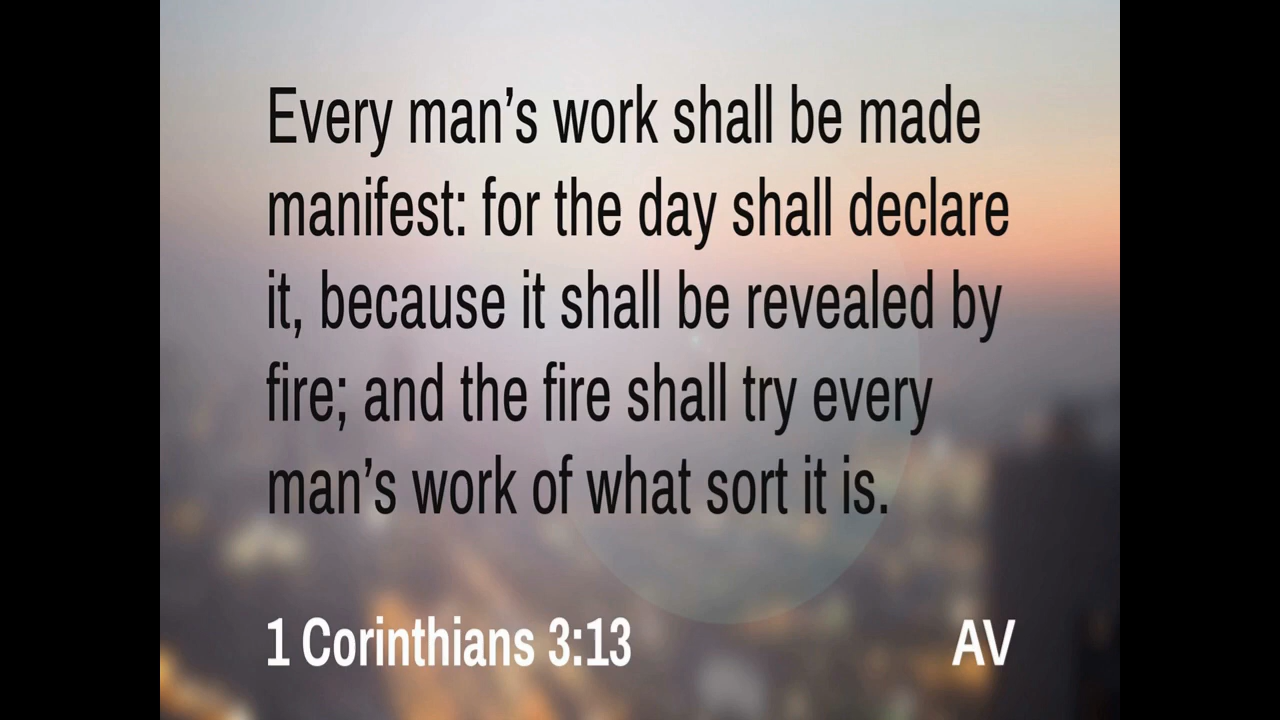 Every man’s work shall be made
manifest: for the day shall declare
it, because it shall be revealed by
fire; and the fire shall try every
man’s work of what sort it is.
1 Corinthians 3:13 AV